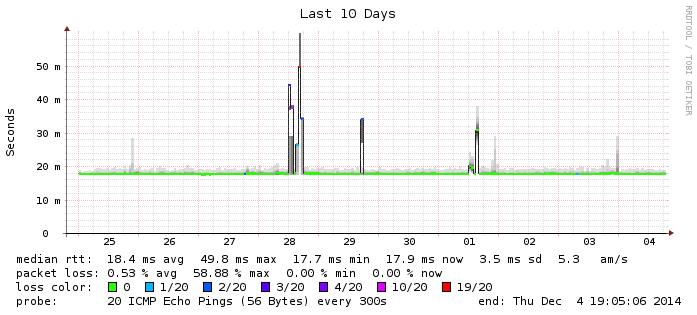 Last 10 Days
RRDTOOL / TOBI OETIKER
Seconds
50 m
40 m
30 m
20 m
10 m
0
25 26 27 28 29 30 01 02 03 04
median rtt: 18.4 ms avg 49.8 ms max 17.7 ms min 17.9 ms now 3.5 ms sd 5.3 am/s
packet loss: 0.53 % avg 58.88 % max 0.00 % min 0.00 % now
loss color: 0 1/20 2/20 3/20 4/20 10/20 19/20
probe: 20 ICMP Echo Pings (56 Bytes) every 300s end: Thu Dec 4 19:05:06 2014